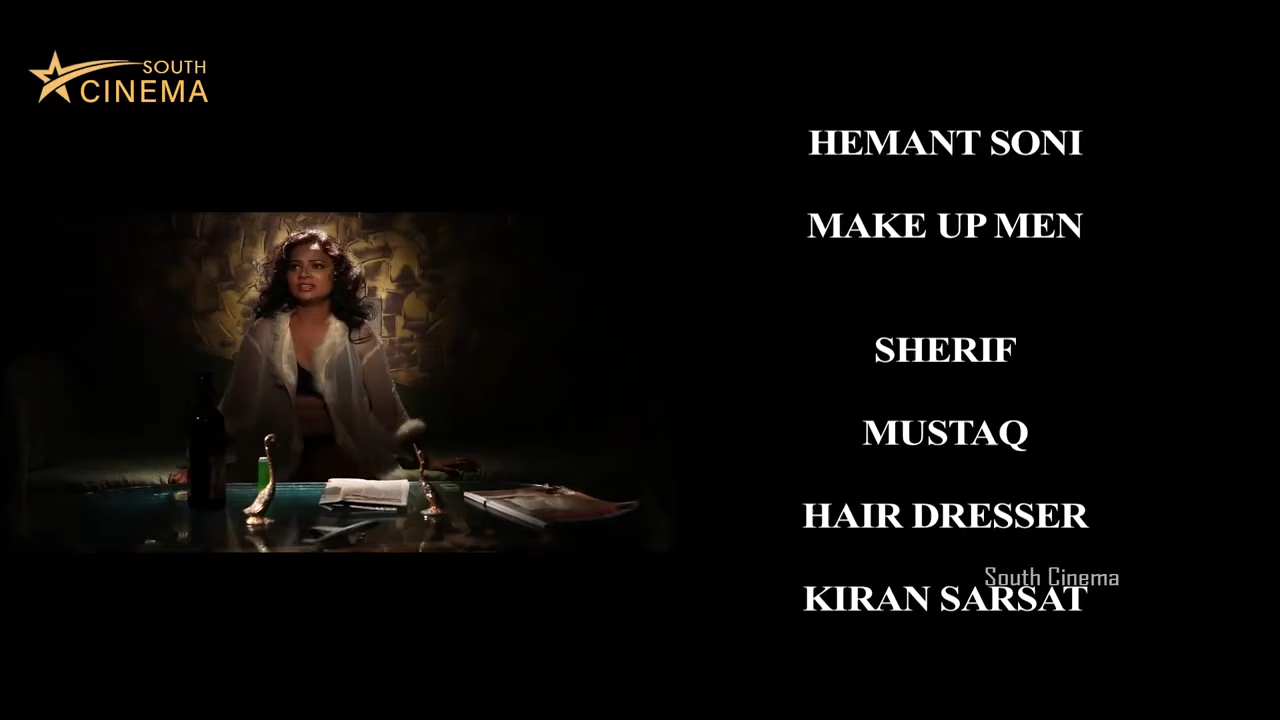 SOUTH
CINEMA
HEMANT SONI
MAKE UP MEN
SHERIF
MUSTAQ
HAIR DRESSER
South Cinema
KIRAN SARSAT